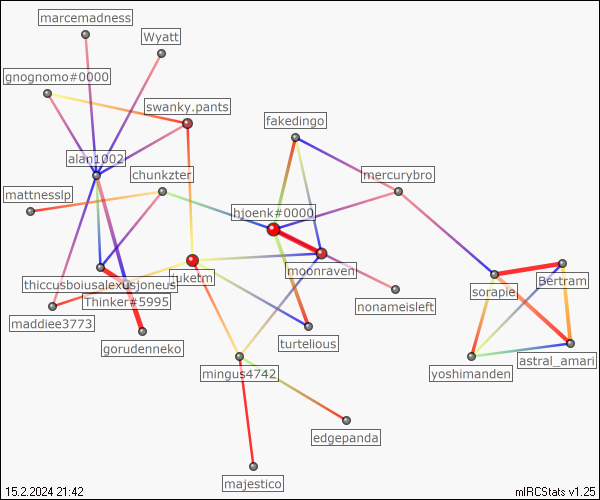 marcemadness
Wyatt
gnognomo#0000
swanky.pants
fakedingo
alan1002
chunkzter
mercurybro
mattnesslp
hjoenk#0000
moonraven
thiccusboiusalexusjoneus
tuketm
sorapie
Bertram
Thinker#5995
nonameisleft
maddiee3773
gorudenneko
turtelious
astral_amari
mingus4742
yoshimanden
edgepanda
majestico
15.2.2024 21:42
mIRCStats v1.25